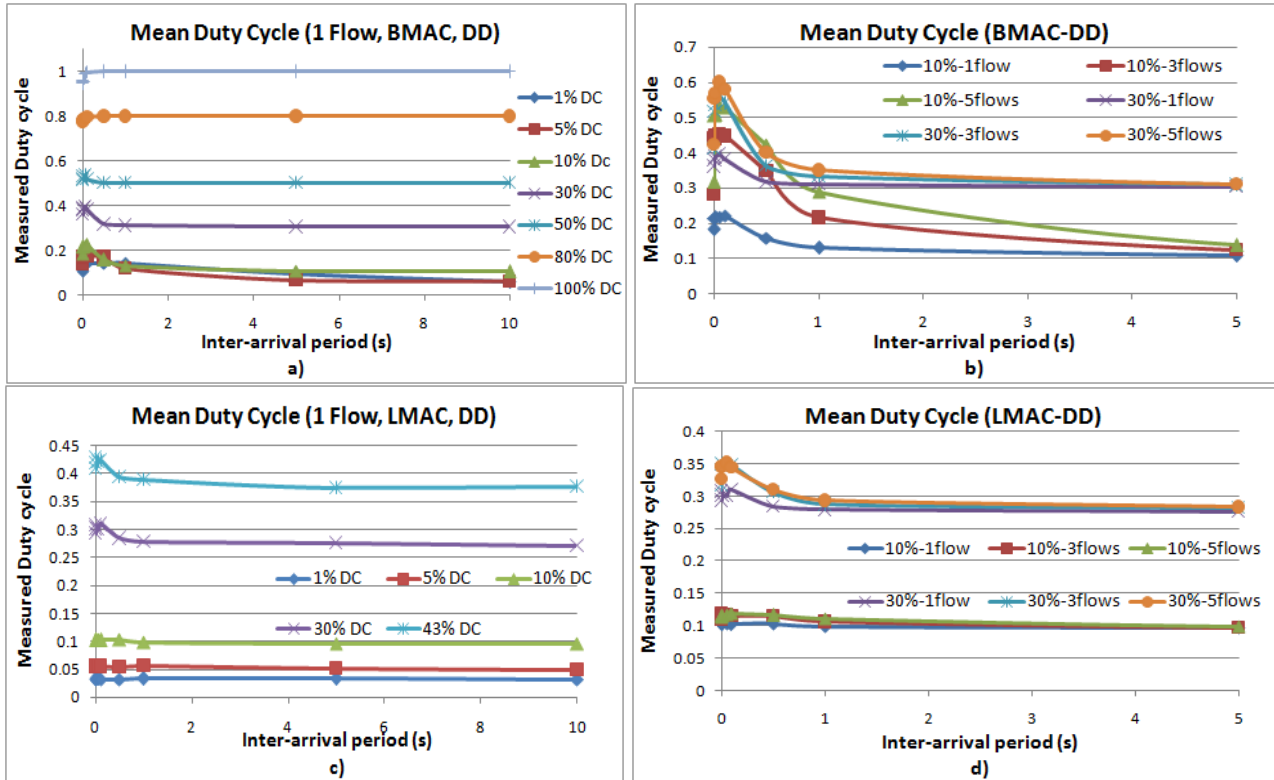 Mean Duty Cycle (1 Flow, BMAC, DD)
Measured Duty cycle
1
0.8
0.6
0.4
0.2
0
0
2
4
6
8
10
1% DC
5% DC
10% Dc
30% DC
50% DC
80% DC
100% DC
Inter-arrival period (s)
a)
Mean Duty Cycle (BMAC-DD)
Measured Duty cycle
0.7
0.6
0.5
0.4
0.3
0.2
0.1
0
0
1
2
3
4
5
10%-1flow
10%-3flows
10%-5flows
30%-1flow
30%-3flows
30%-5flows
Inter-arrival period (s)
b)
Mean Duty Cycle (1 Flow, LMAC, DD)
Measured Duty cycle
0.45
0.4
0.35
0.3
0.25
0.2
0.15
0.1
0.05
0
0
2
4
6
8
10
1% DC
5% DC
10% DC
30% DC
43% DC
Inter-arrival period (s)
c)
Mean Duty Cycle (LMAC-DD)
Measured Duty cycle
0.4
0.35
0.3
0.25
0.2
0.15
0.1
0.05
0
0
1
2
3
4
5
10%-1flow
10%-3flows
10%-5flows
30%-1flow
30%-3flows
30%-5flows
Inter-arrival period (s)
d)